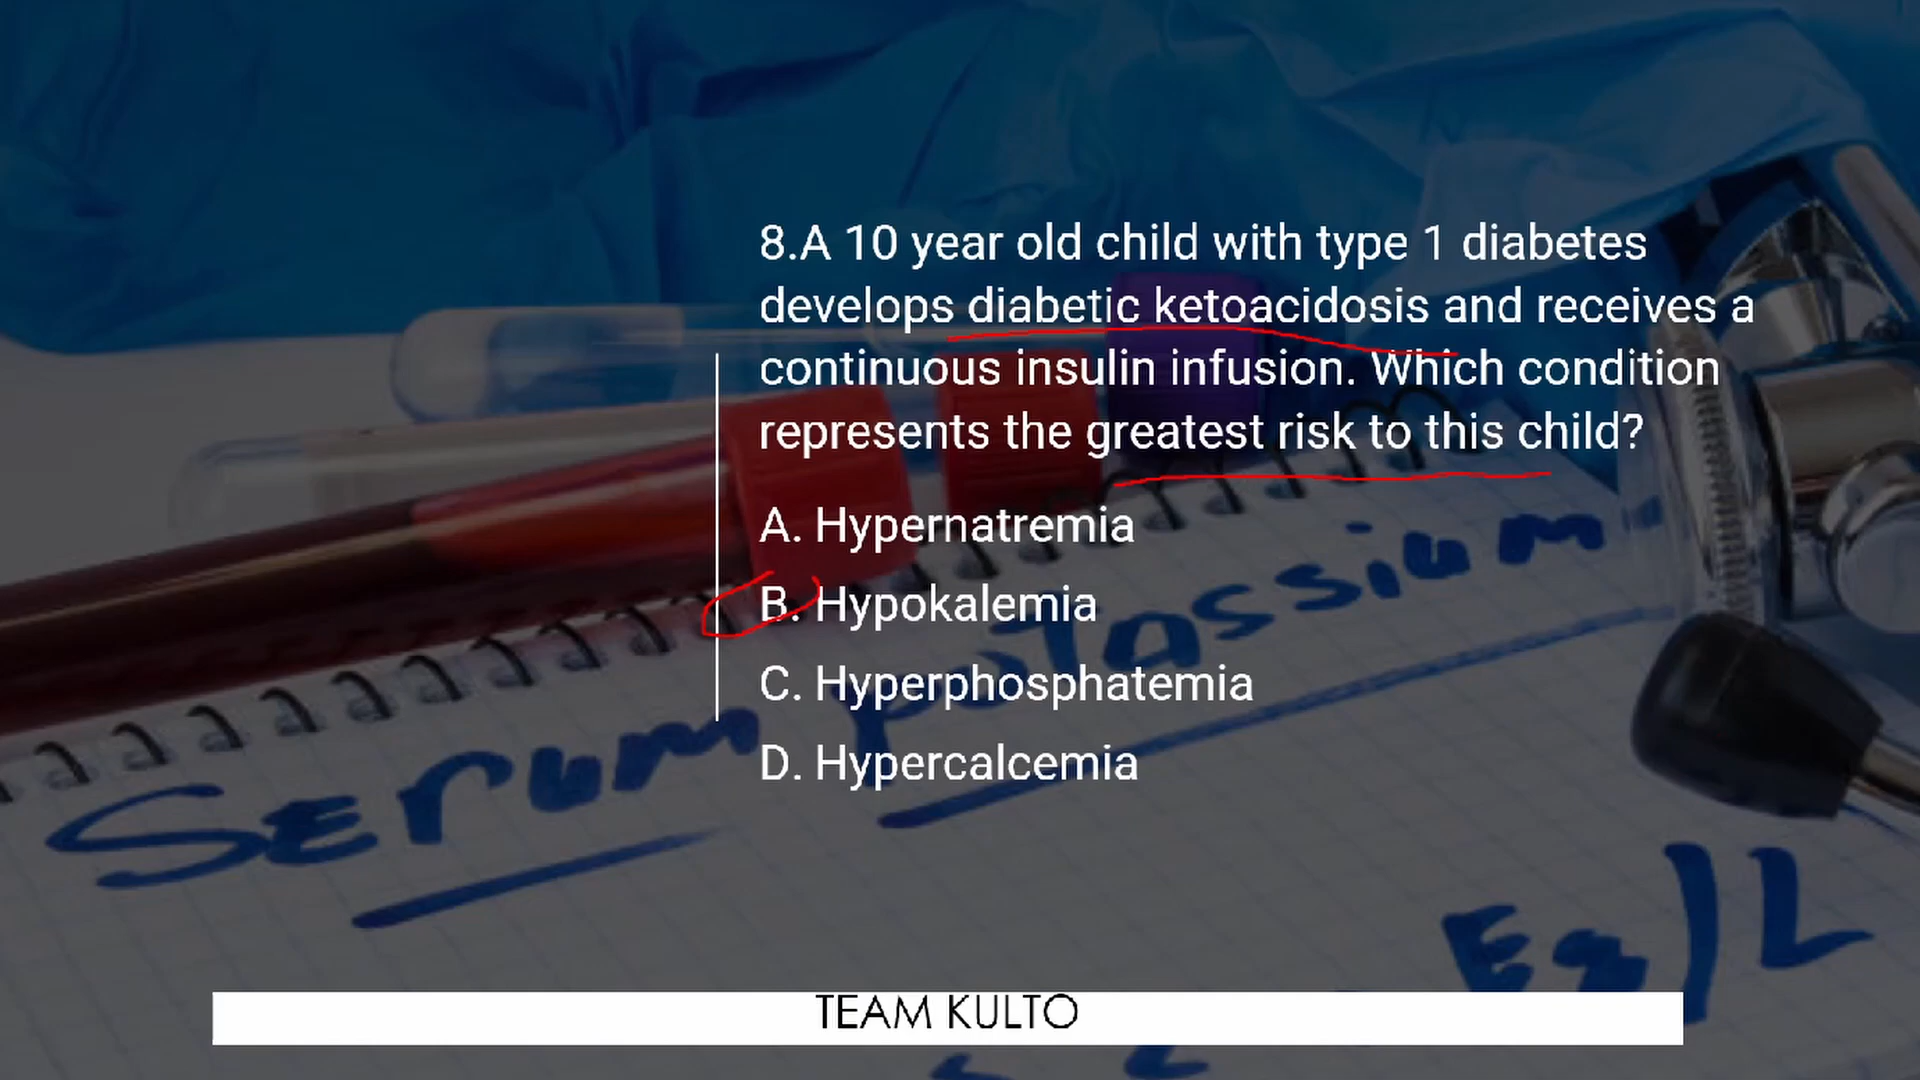 8.A 10 year old child with type 1 diabetes
develops diabetic ketoacidosis and receives a
continuous insulin infusion. Which condition
represents the greatest risk to this child?
A. Hypernatremia
B. Hypokalemia
C. Hyperphosphatemia
D. Hypercalcemia
Serum potassium
Eq/L
TEAM KULTO